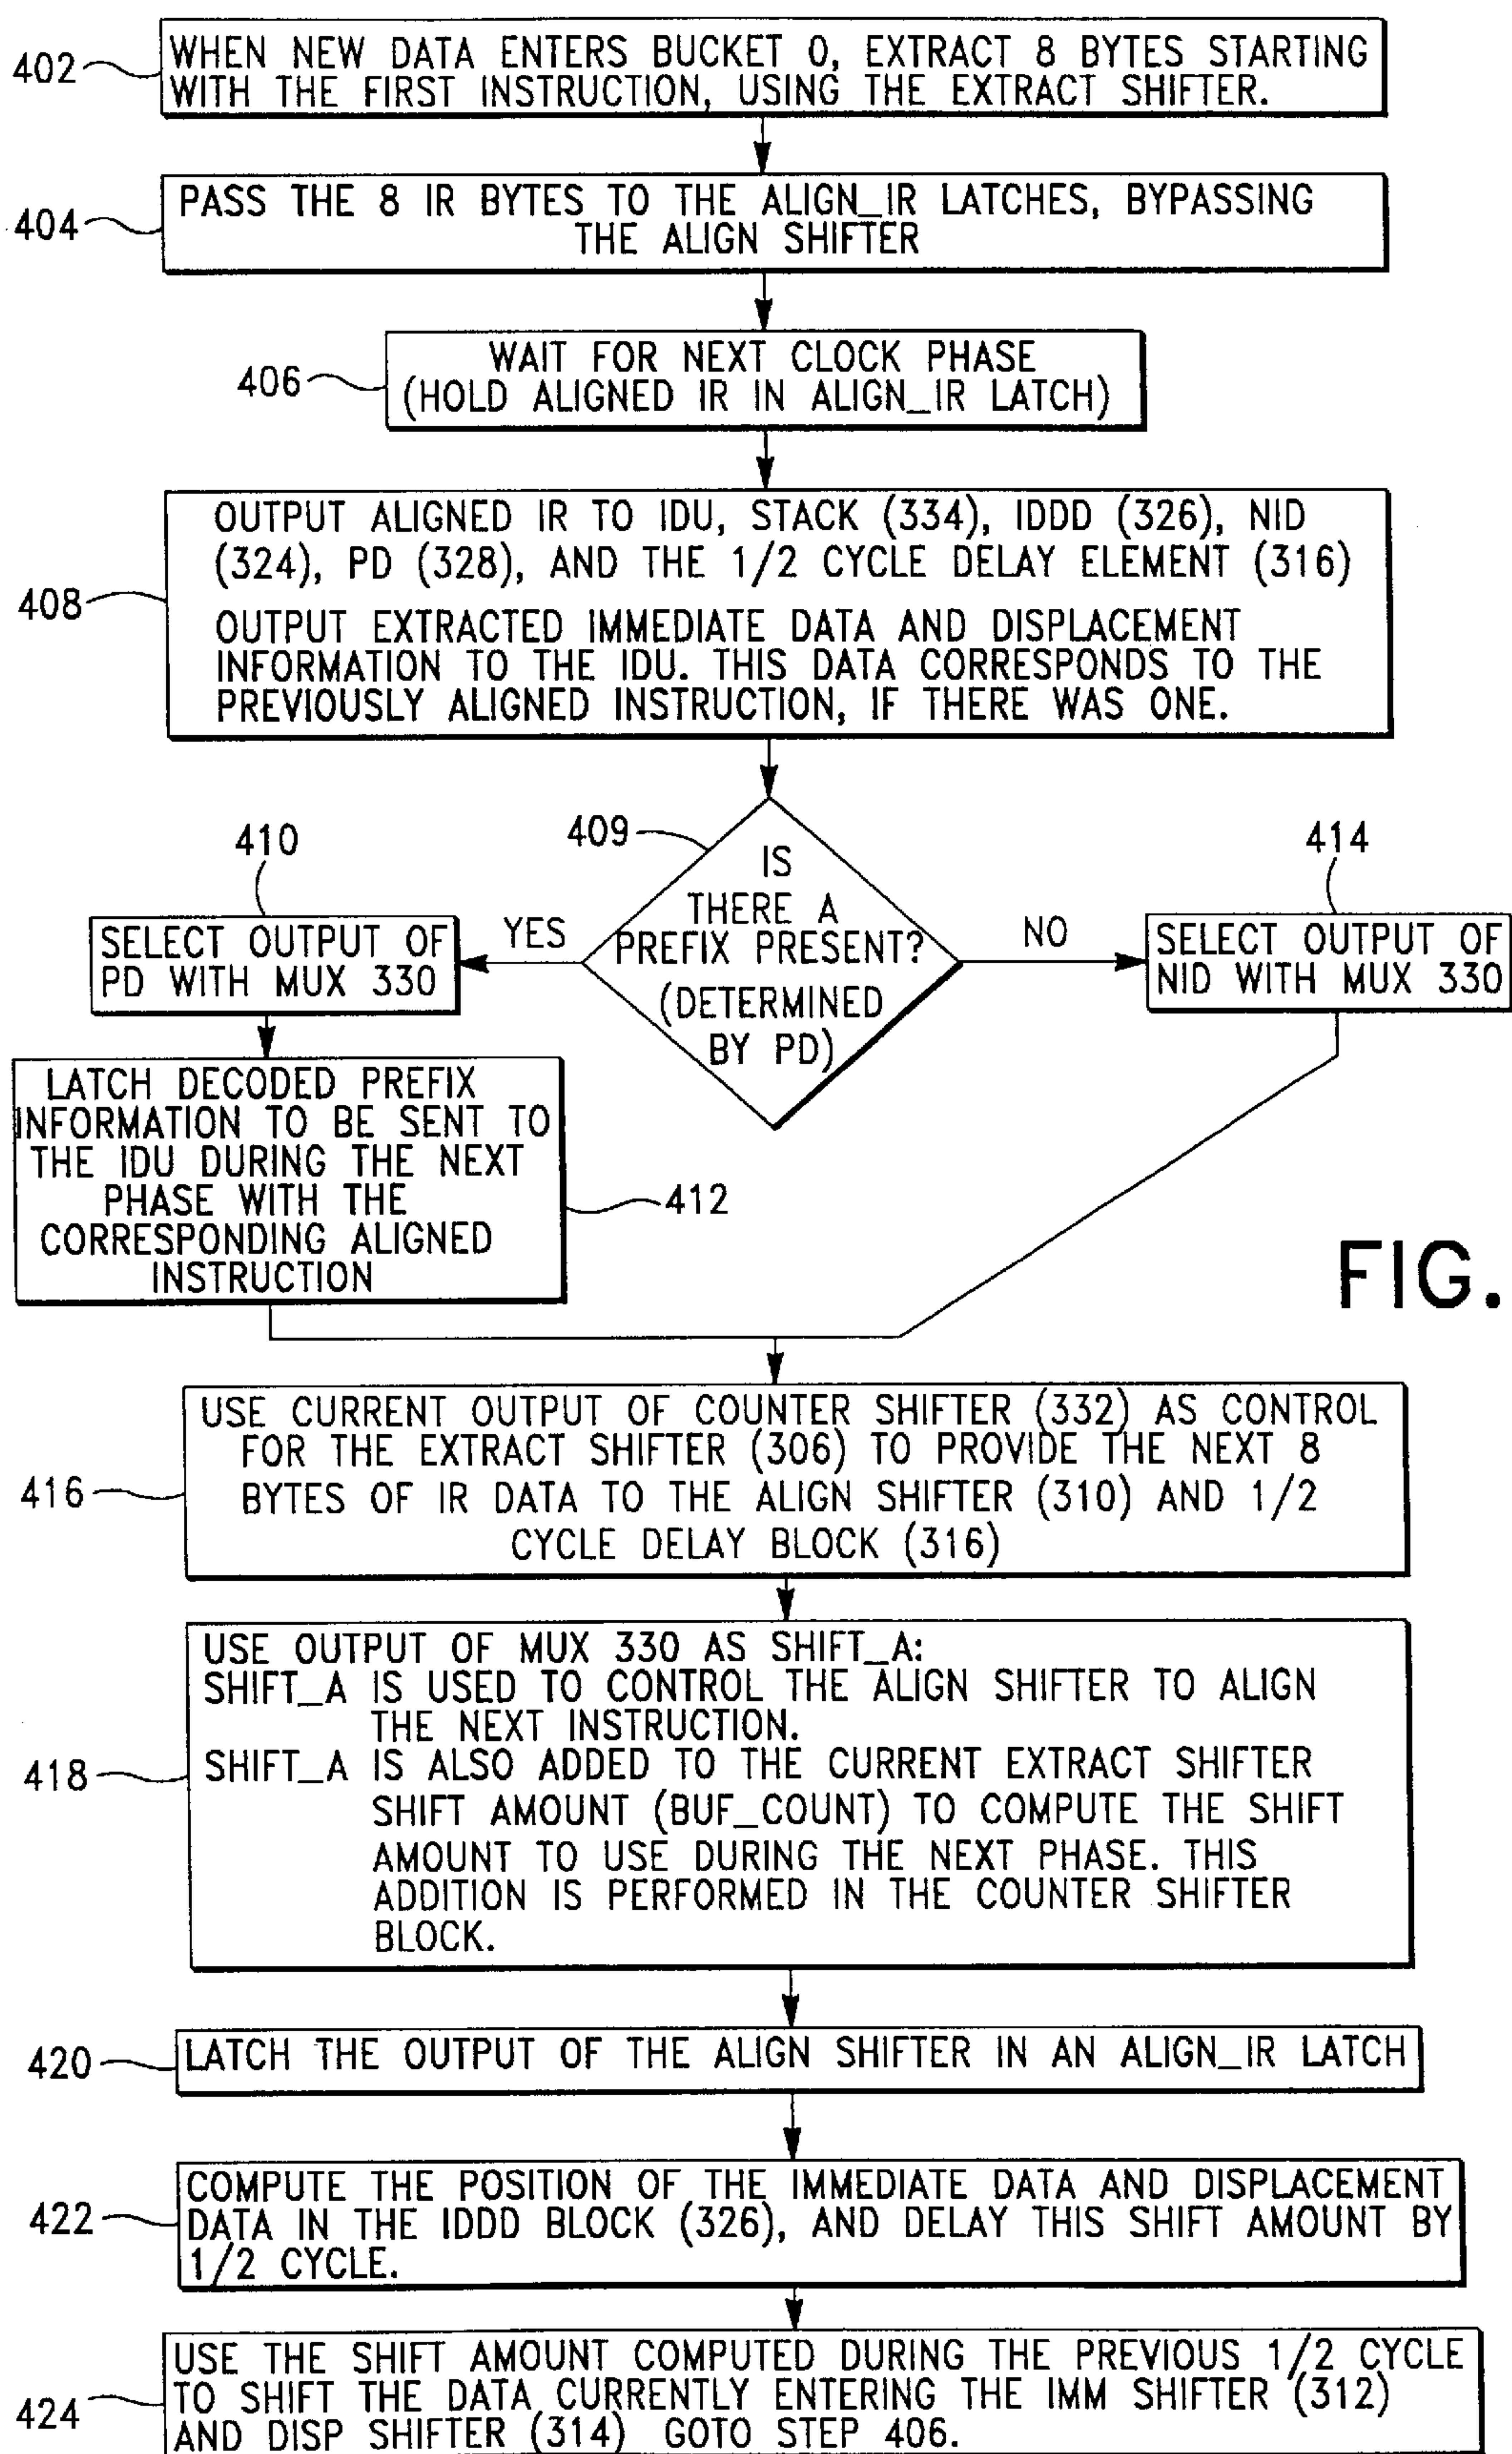 402
WHEN NEW DATA ENTERS BUCKET 0, EXTRACT 8 BYTES STARTING
WITH THE FIRST INSTRUCTION, USING THE EXTRACT SHIFTER.
404
PASS THE 8 IR BYTES TO THE ALIGN_IR LATCHES, BYPASSING
THE ALIGN SHIFTER
406
WAIT FOR NEXT CLOCK PHASE
(HOLD ALIGNED IR IN ALIGN_IR LATCH)
408
OUTPUT ALIGNED IR TO IDU, STACK (334), IDDD (326), NID
(324), PD (328), AND THE 1/2 CYCLE DELAY ELEMENT (316)
OUTPUT EXTRACTED IMMEDIATE DATA AND DISPLACEMENT
INFORMATION TO THE IDU. THIS DATA CORRESPONDS TO THE
PREVIOUSLY ALIGNED INSTRUCTION, IF THERE WAS ONE.
409
IS
THERE A
PREFIX PRESENT?
(DETERMINED
BY PD)
YES
NO
410
SELECT OUTPUT OF
PD WITH MUX 330
414
SELECT OUTPUT OF
NID WITH MUX 330
LATCH DECODED PREFIX
INFORMATION TO BE SENT TO
THE IDU DURING THE NEXT
PHASE WITH THE
CORRESPONDING ALIGNED
INSTRUCTION
412
FIG.
416
USE CURRENT OUTPUT OF COUNTER SHIFTER (332) AS CONTROL
FOR THE EXTRACT SHIFTER (306) TO PROVIDE THE NEXT 8
BYTES OF IR DATA TO THE ALIGN SHIFTER (310) AND 1/2
CYCLE DELAY BLOCK (316)
418
USE OUTPUT OF MUX 330 AS SHIFT_A:
SHIFT_A IS USED TO CONTROL THE ALIGN SHIFTER TO ALIGN
THE NEXT INSTRUCTION.
SHIFT_A IS ALSO ADDED TO THE CURRENT EXTRACT SHIFTER
SHIFT AMOUNT (BUF_COUNT) TO COMPUTE THE SHIFT
AMOUNT TO USE DURING THE NEXT PHASE. THIS
ADDITION IS PERFORMED IN THE COUNTER SHIFTER
BLOCK.
420
LATCH THE OUTPUT OF THE ALIGN SHIFTER IN AN ALIGN_IR LATCH
422
COMPUTE THE POSITION OF THE IMMEDIATE DATA AND DISPLACEMENT
DATA IN THE IDDD BLOCK (326), AND DELAY THIS SHIFT AMOUNT BY
1/2 CYCLE.
424
USE THE SHIFT AMOUNT COMPUTED DURING THE PREVIOUS 1/2 CYCLE
TO SHIFT THE DATA CURRENTLY ENTERING THE IMM SHIFTER (312)
AND DISP SHIFTER (314) GOTO STEP 406.